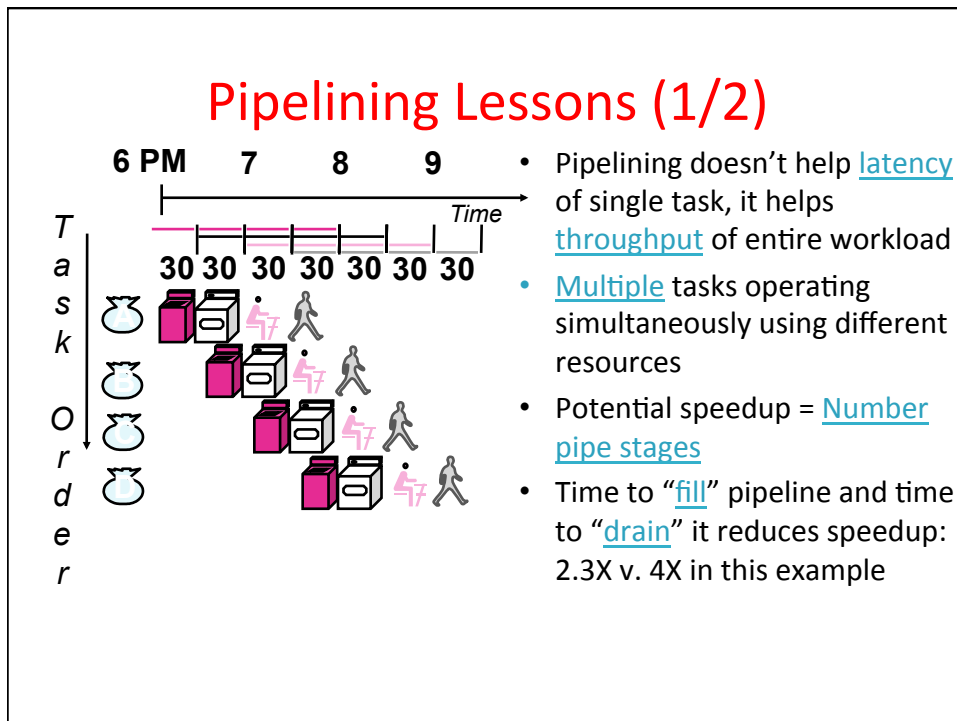 Pipelining Lessons (1/2)
6 PM 7 8 9
Time
30 30 30 30 30 30 30
Task Order
A
B
C
D
• Pipelining doesn’t help latency
of single task, it helps
throughput of entire workload
• Multiple tasks operating
simultaneously using different
resources
• Potential speedup = Number
pipe stages
• Time to “fill” pipeline and time
to “drain” it reduces speedup:
2.3X v. 4X in this example